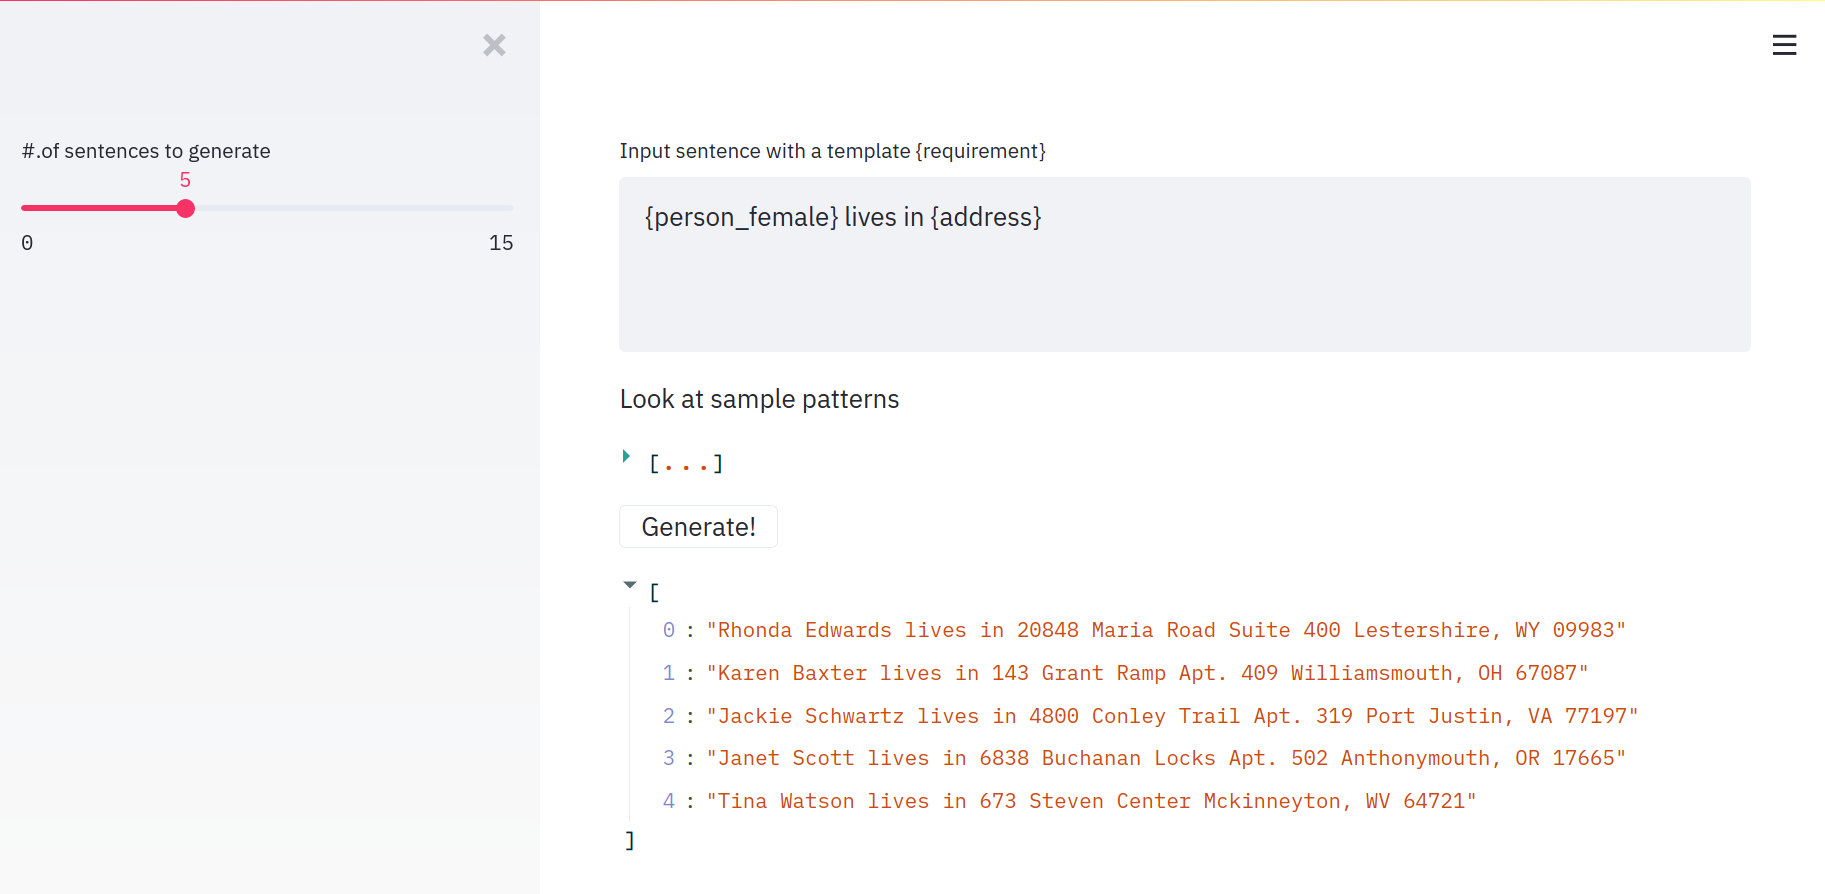 #.of sentences to generate
5
0 15
Input sentence with a template {requirement}
{person_female} lives in {address}
Look at sample patterns
[...]
Generate!
[
0 : "Rhonda Edwards lives in 20848 Maria Road Suite 400 Lestershire, WY 09983"
1 : "Karen Baxter lives in 143 Grant Ramp Apt. 409 Williamsmouth, OH 67087"
2 : "Jackie Schwartz lives in 4800 Conley Trail Apt. 319 Port Justin, VA 77197"
3 : "Janet Scott lives in 6838 Buchanan Locks Apt. 502 Anthonymouth, OR 17665"
4 : "Tina Watson lives in 673 Steven Center Mckinneyton, WV 64721"
]